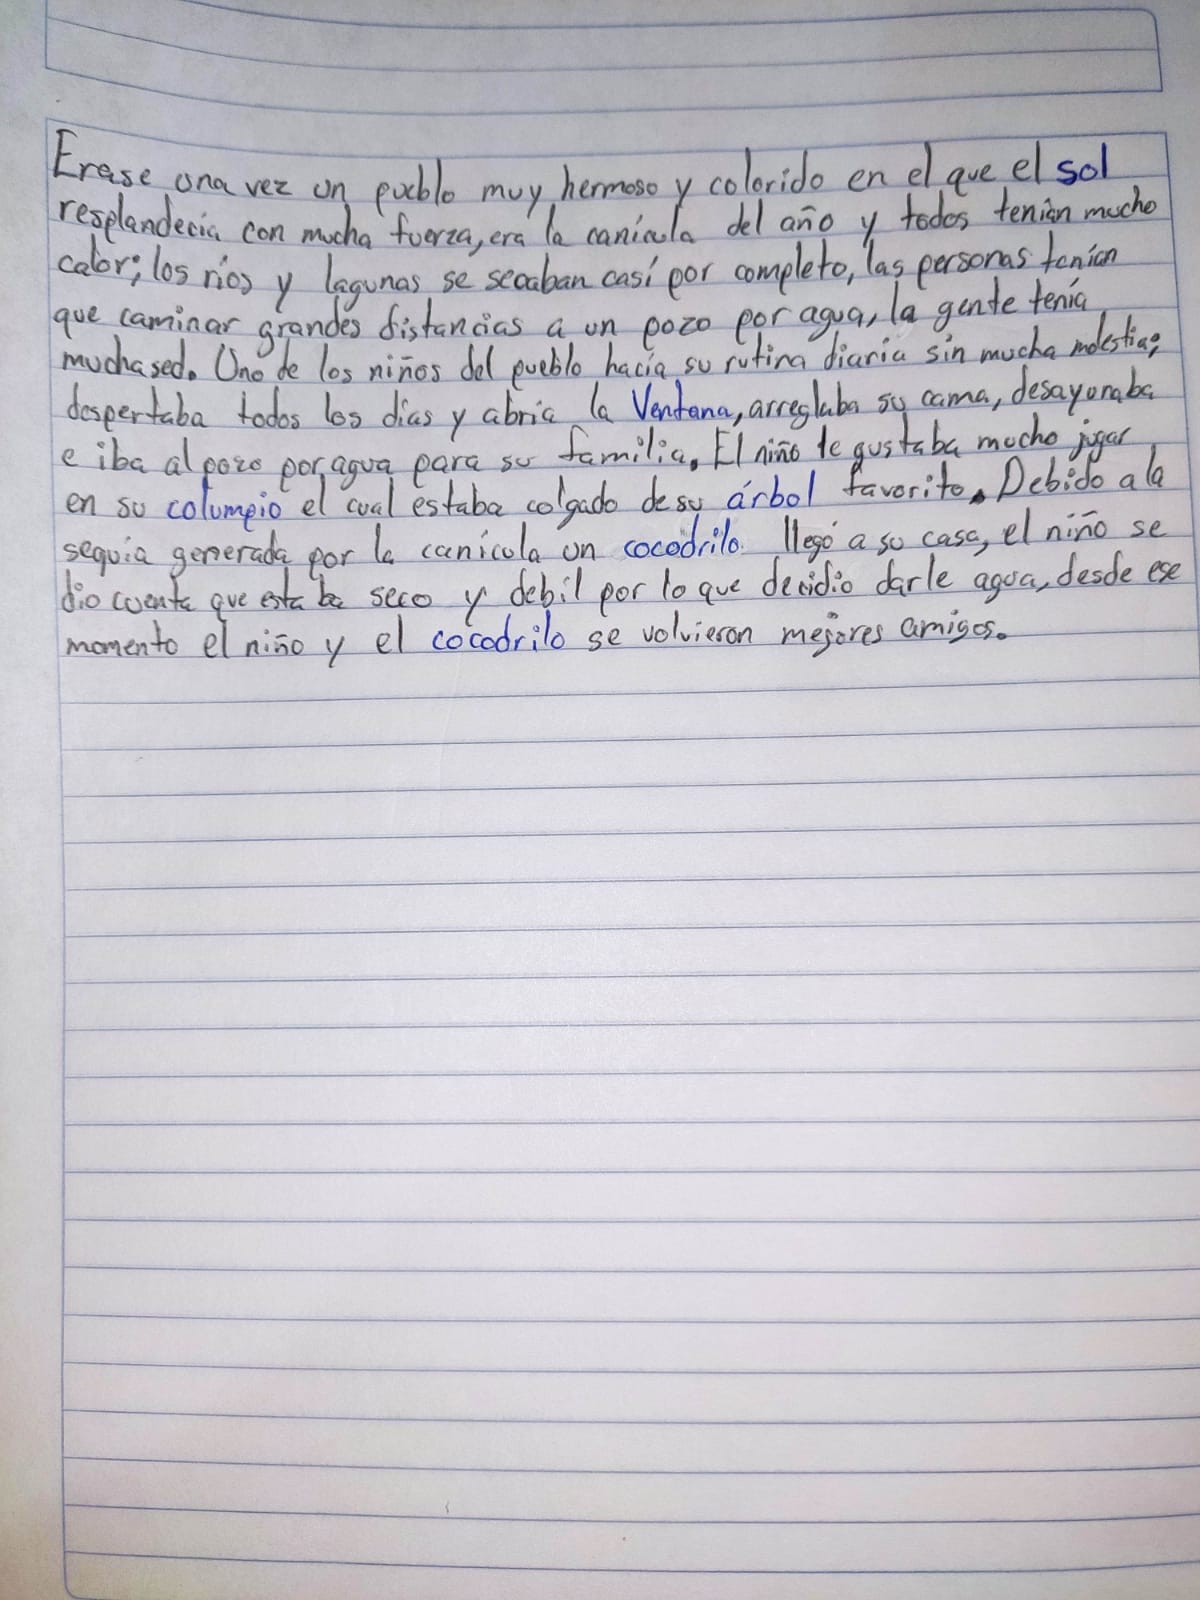 Erase una vez un pueblo muy hermoso y colorido en el que el sol
resplandecía con mucha fuerza, era la canícula del año y todos tenían mucho
calor; los ríos y lagunas se secaban casí por completo, las personas tenían
que caminar grandes distancias a un pozo por agua, la gente tenía
mucha sed. Uno de los niños del pueblo hacía su rutina diaria sin mucha molestia;
despertaba todos los días y abría la Ventana, arreglaba su cama, desayunaba
e iba al pozo por agua para su familia. El niño le gustaba mucho jugar
en su columpio el cual estaba colgado de su árbol favorito. Debido a la
sequía generada por la canícula un cocodrilo llegó a su casa, el niño se
dio cuenta que estaba seco y débil por lo que decidio darle agua, desde ese
momento el niño y el cocodrilo se volvieron mejores amigos.